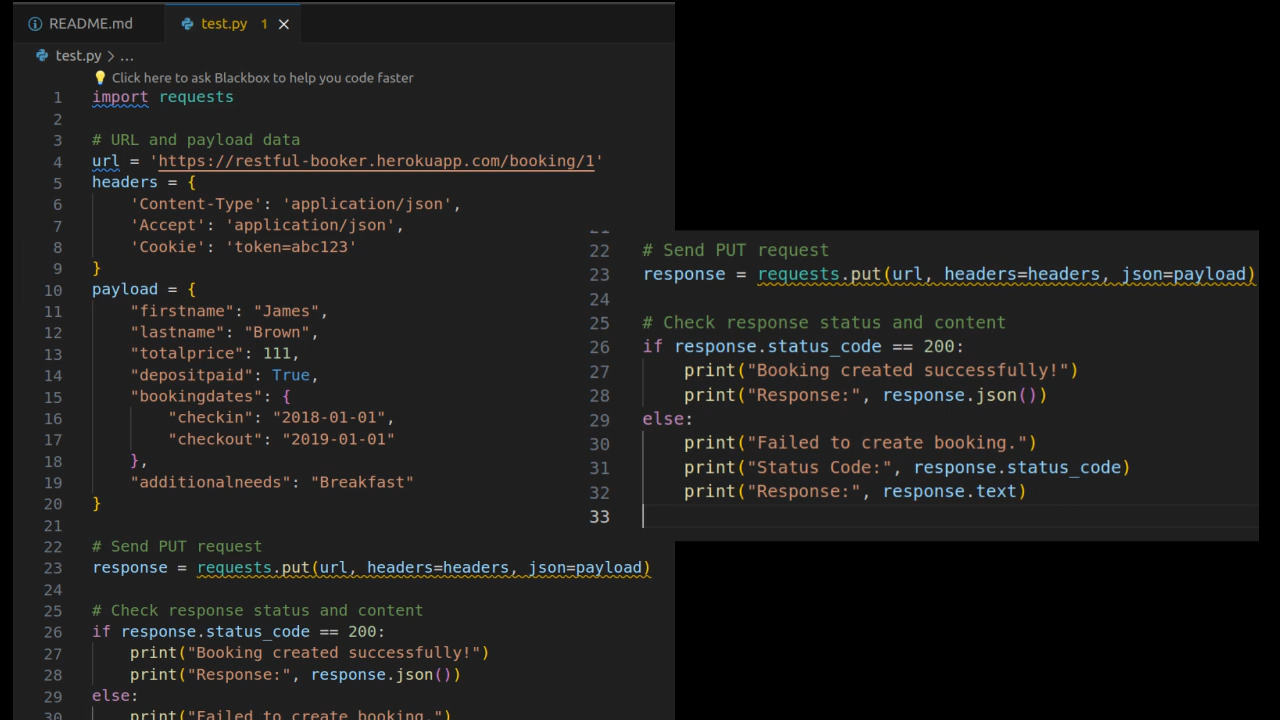 README.md
test.py 1 ×
test.py > ...
Click here to ask Blackbox to help you code faster
1 import requests
2
3 # URL and payload data
4 url = 'https://restful-booker.herokuapp.com/booking/1'
5 headers = {
6     'Content-Type': 'application/json',
7     'Accept': 'application/json',
8     'Cookie': 'token=abc123'
9 }
10 payload = {
11     "firstname": "James",
12     "lastname": "Brown",
13     "totalprice": 111,
14     "depositpaid": True,
15     "bookingdates": {
16         "checkin": "2018-01-01",
17         "checkout": "2019-01-01"
18     },
19     "additionalneeds": "Breakfast"
20 }
21
22 # Send PUT request
23 response = requests.put(url, headers=headers, json=payload)
24
25 # Check response status and content
26 if response.status_code == 200:
27     print("Booking created successfully!")
28     print("Response:", response.json())
29 else:
30     print("Failed to create booking.")
21
22 # Send PUT request
23 response = requests.put(url, headers=headers, json=payload)
24
25 # Check response status and content
26 if response.status_code == 200:
27     print("Booking created successfully!")
28     print("Response:", response.json())
29 else:
30     print("Failed to create booking.")
31     print("Status Code:", response.status_code)
32     print("Response:", response.text)
33